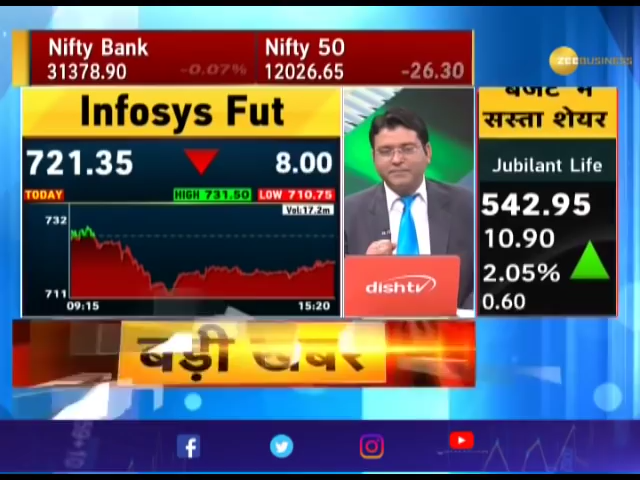 Nifty Bank
31378.90 -0.07%
Nifty 50
12026.65 -26.30
ZEE BUSINESS
Infosys Fut
721.35 8.00
TODAY HIGH 731.50 LOW 710.75
Vol:17.2m
732
711
09:15 15:20
dishtv
बजट में
सस्ता शेयर
Jubilant Life
542.95
10.90
2.05%
0.60
बड़ी खबर